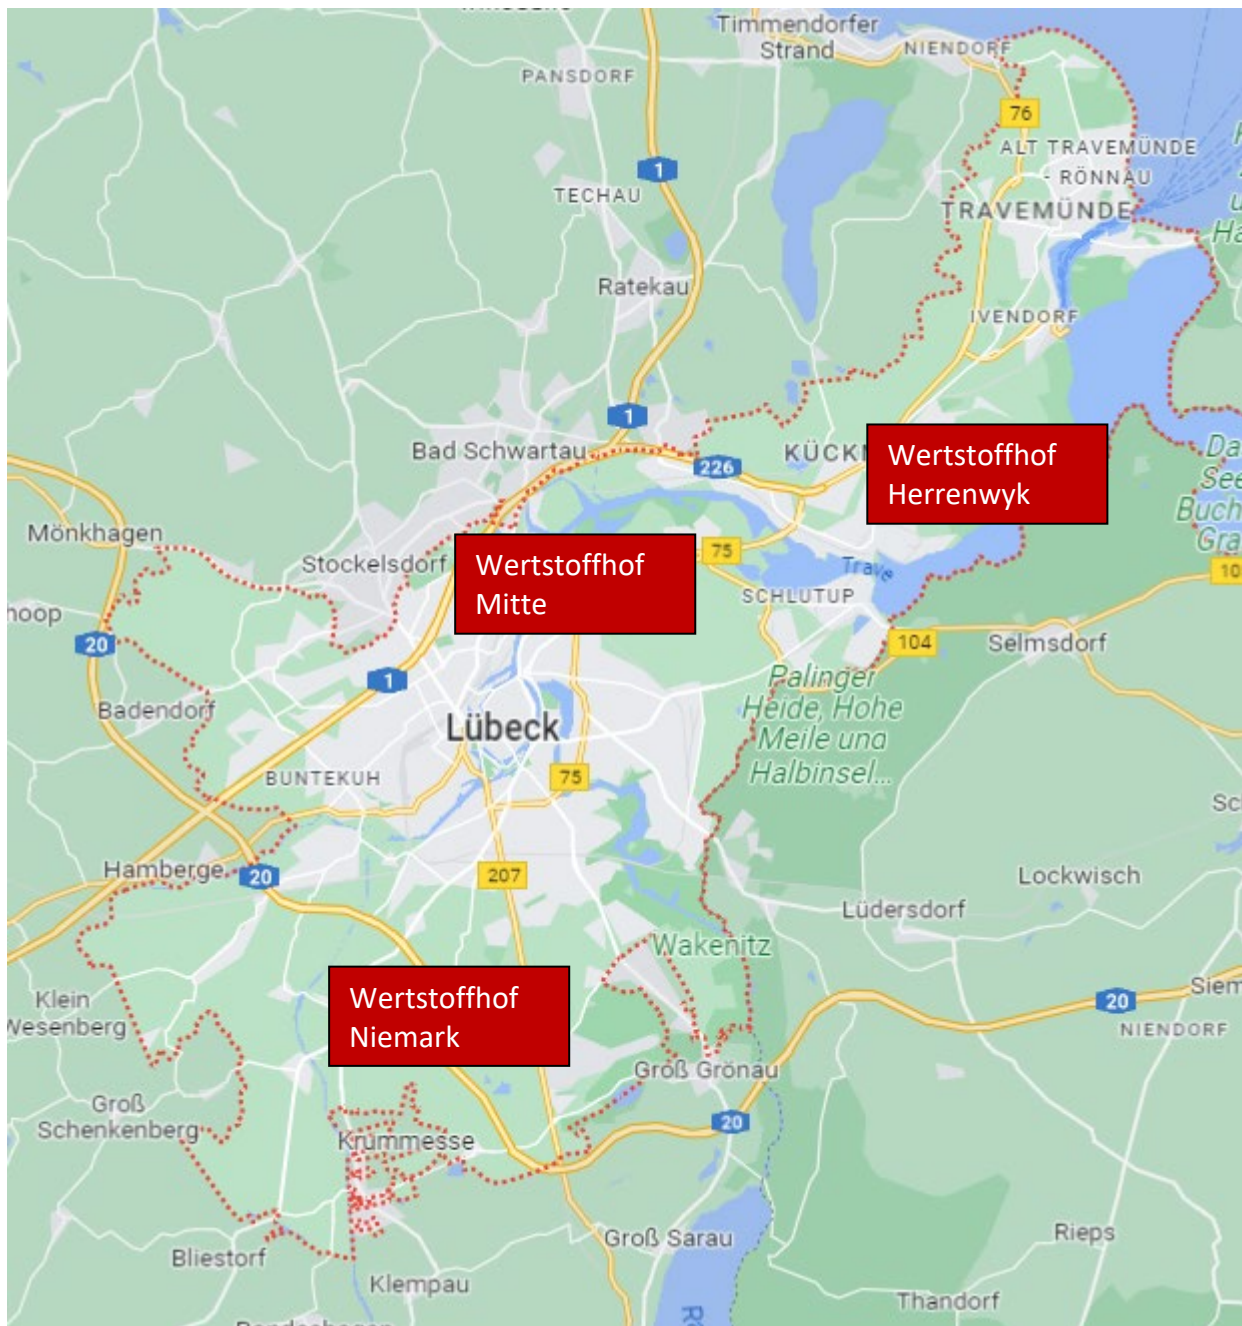 Timmendorfer
Strand
NIENDORF
PANSDORF
76
ALT TRAVEMÜNDE
- RÖNNAU
1
TECHAU
TRAVEMÜNDE
Ratekau
IVENDORF
1
Bad Schwartau
226
Wertstoffhof
Herrenwyk
Mönkhagen
Stockelsdorf
Wertstoffhof
Mitte
75
Trave
SCHLUTUP
20
104
Selmsdorf
1
Palinger
Heide, Hohe
Meile und
Halbinsel...
Badendorf
Lübeck
BUNTEKUH
75
Hamberge
20
207
Lockwisch
Lüdersdorf
Wakenitz
Klein
Wesenberg
Wertstoffhof
Niemark
20
NIENDORF
Groß Grönau
Groß
Schenkenberg
20
Krummesse
Bliestorf
Groß Sarau
Rieps
Klempau
Thandorf